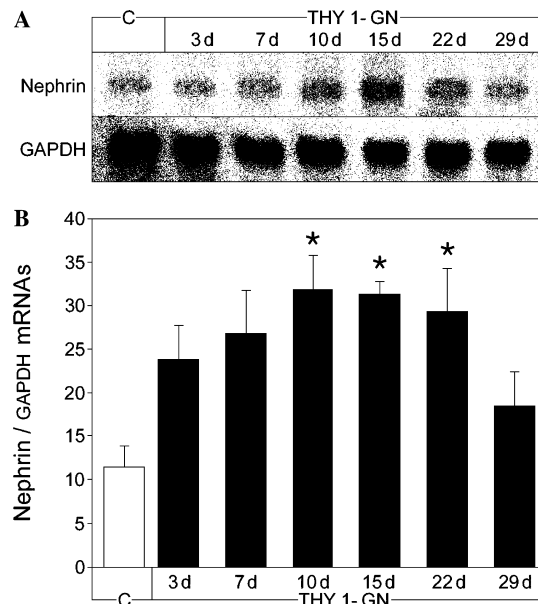 A
C
THY 1- GN
3 d 7 d 10 d 15 d 22 d 29 d
Nephrin
GAPDH
B
Nephrin / GAPDH mRNAs
40
35
30
25
20
15
10
5
0
* * *
3 d 7 d 10 d 15 d 22 d 29 d
C
THY 1- GN